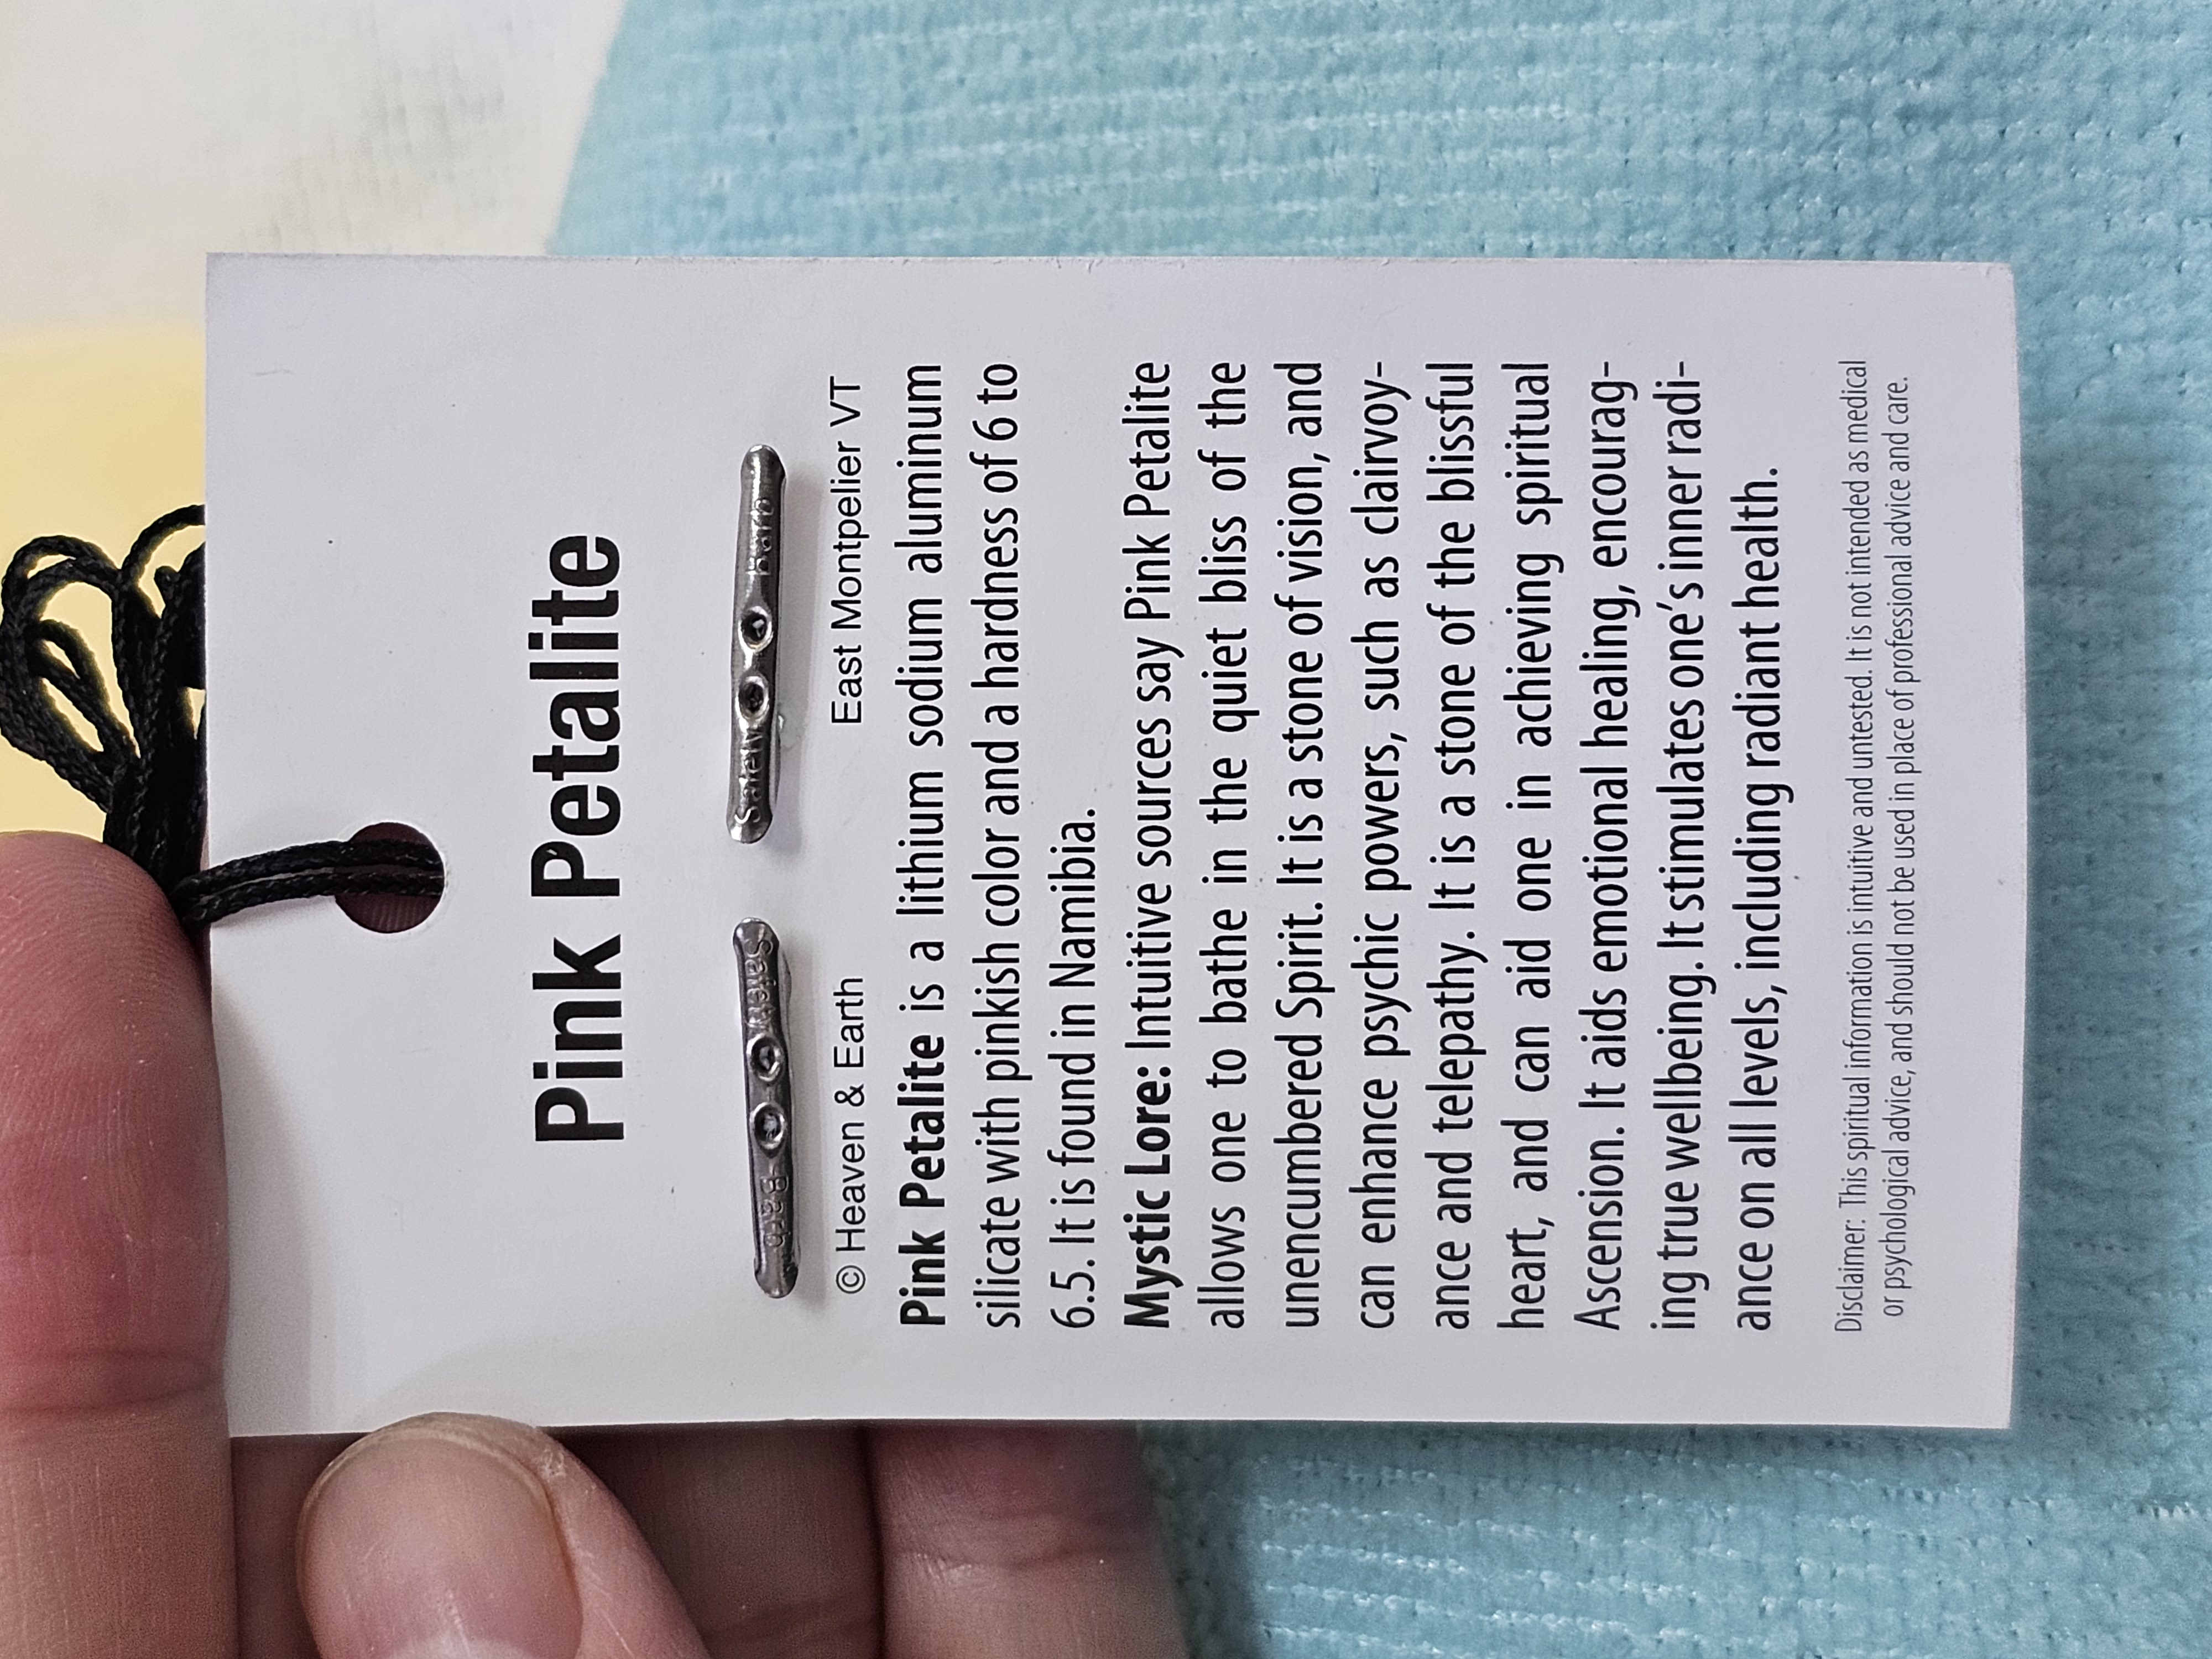 Pink Petalite
Safety Barb
Safety Barb
© Heaven & Earth East Montpelier VT
Pink Petalite is a lithium sodium aluminum
silicate with pinkish color and a hardness of 6 to
6.5. It is found in Namibia.
Mystic Lore: Intuitive sources say Pink Petalite
allows one to bathe in the quiet bliss of the
unencumbered Spirit. It is a stone of vision, and
can enhance psychic powers, such as clairvoy-
ance and telepathy. It is a stone of the blissful
heart, and can aid one in achieving spiritual
Ascension. It aids emotional healing, encourag-
ing true wellbeing. It stimulates one's inner radi-
ance on all levels, including radiant health.
Disclaimer: This spiritual information is intuitive and untested. It is not intended as medical
or psychological advice, and should not be used in place of professional advice and care.